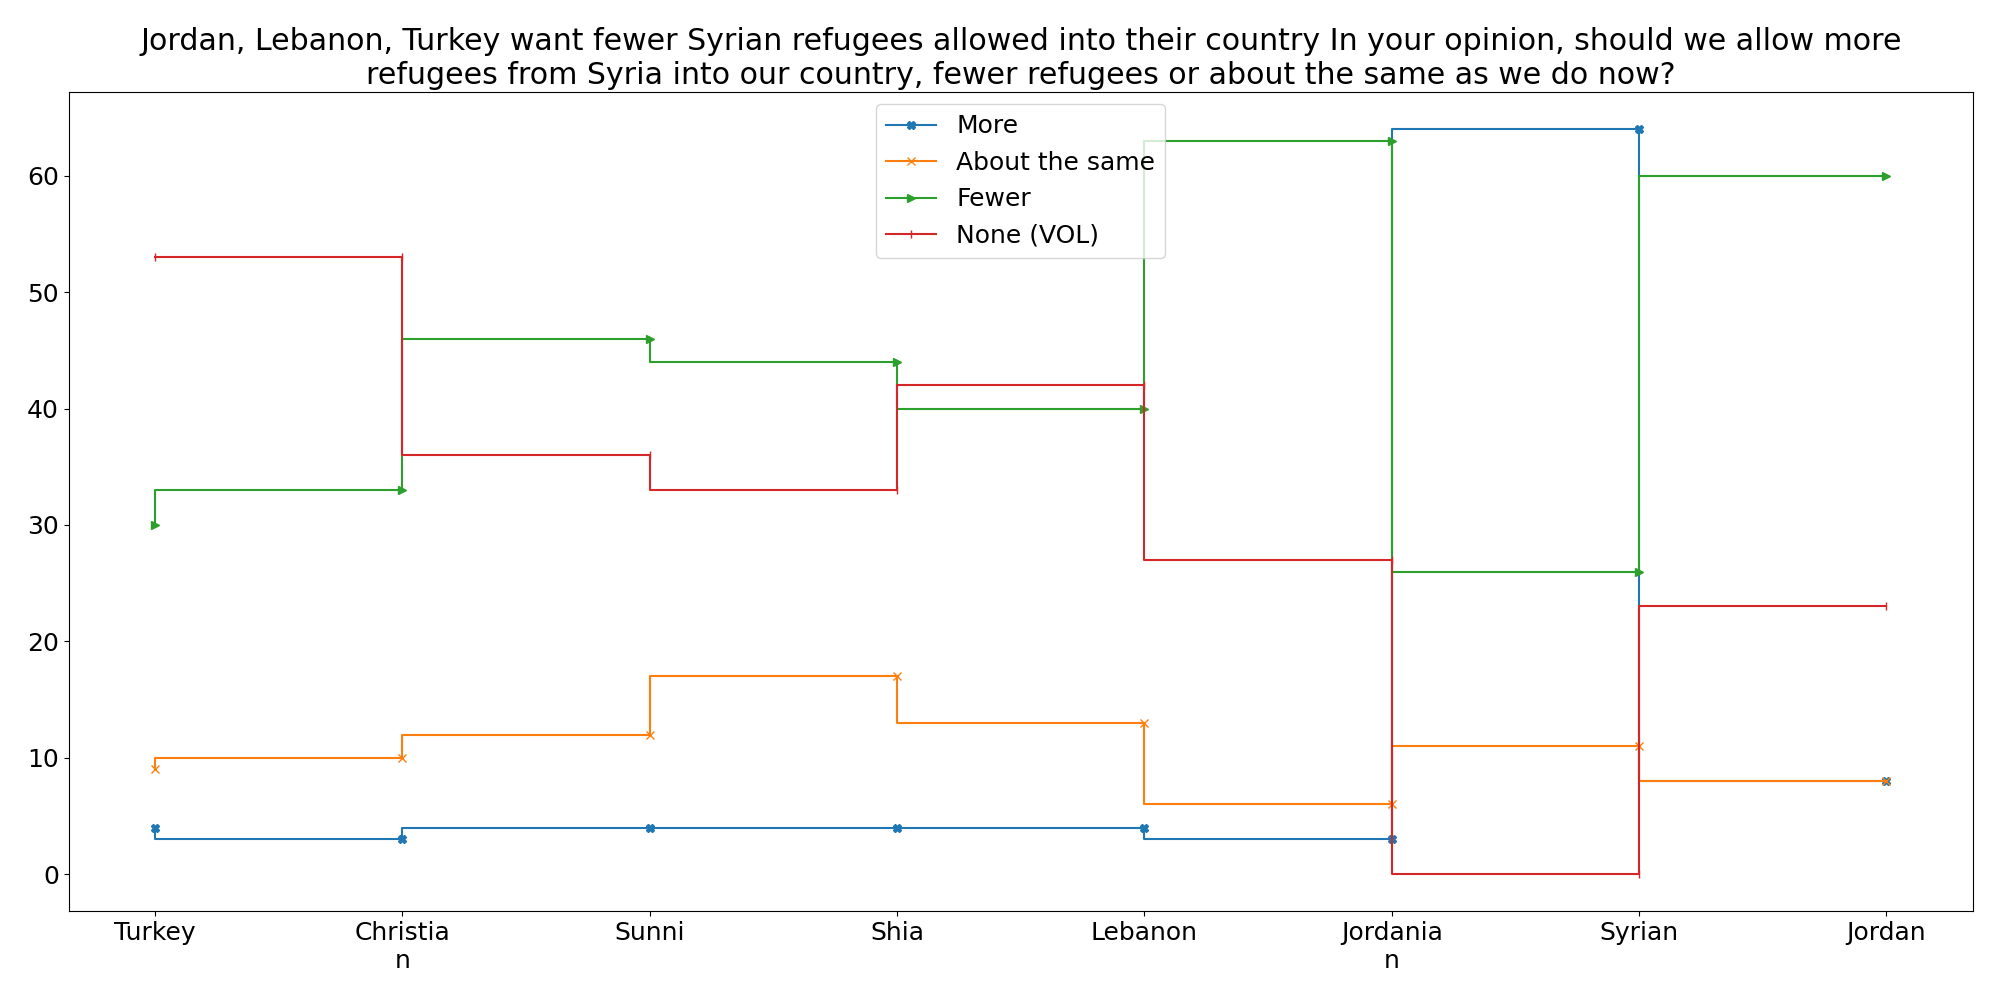 Jordan, Lebanon, Turkey want fewer Syrian refugees allowed into their country In your opinion, should we allow more
refugees from Syria into our country, fewer refugees or about the same as we do now?
More
About the same
Fewer
None (VOL)
60
50
40
30
20
10
0
Turkey
Christia
n
Sunni
Shia
Lebanon
Jordania
n
Syrian
Jordan